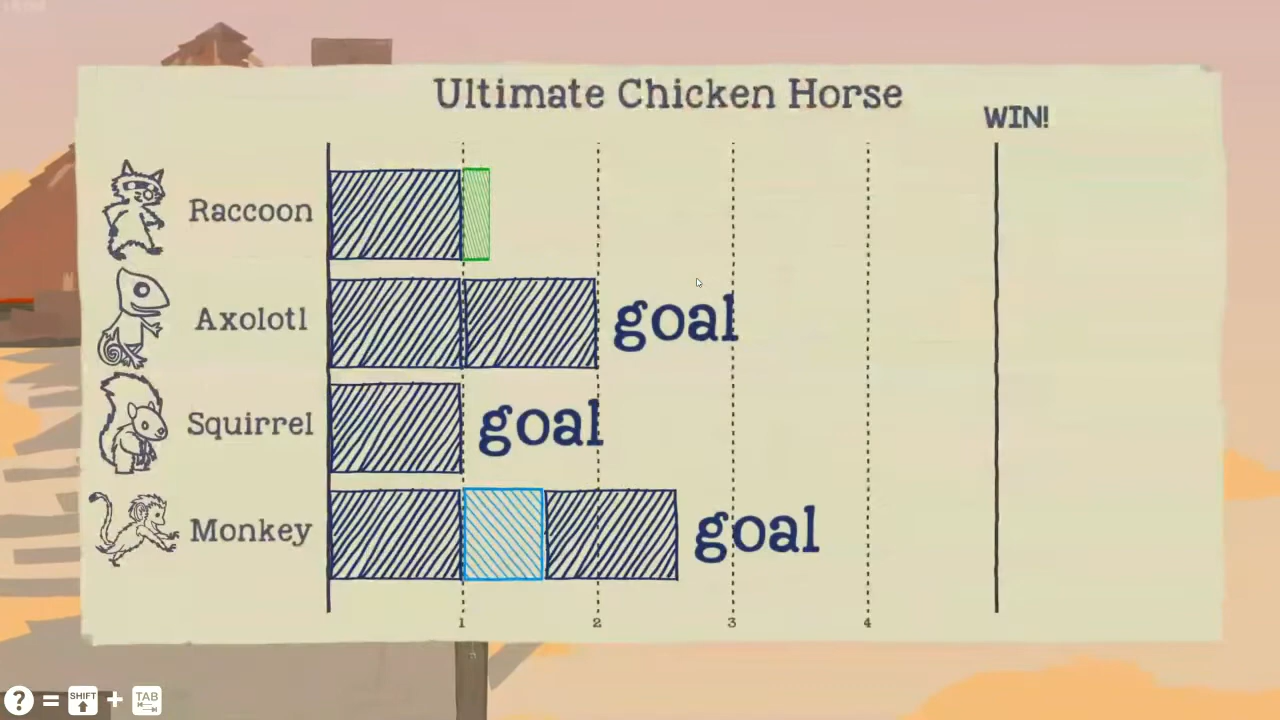 Ultimate Chicken Horse
WIN!
Raccoon
Axolotl goal
Squirrel goal
Monkey goal
1 2 3 4
? = SHIFT + TAB